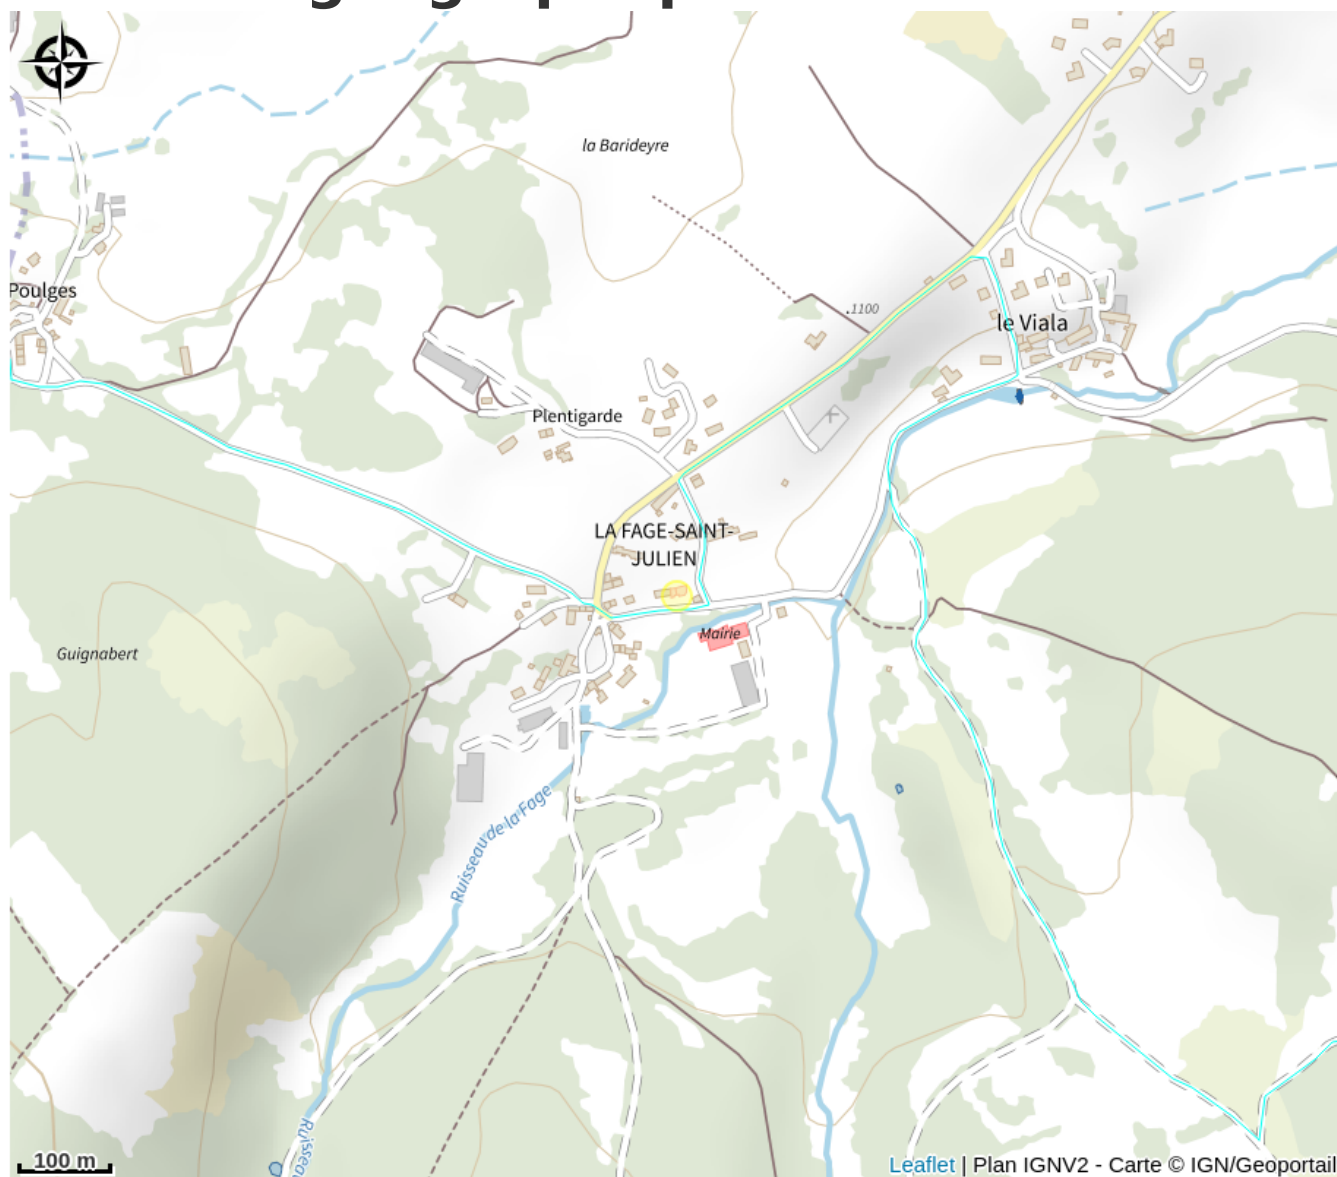 la Barideyre
Poulges
.1100
le Viala
Plentigarde
LA FAGE-SAINT-
JULIEN
Mairie
Guignabert
Ruisseau de la Fage
Ruisseau
100 m
Leaflet | Plan IGNV2 - Carte © IGN/Geoportail